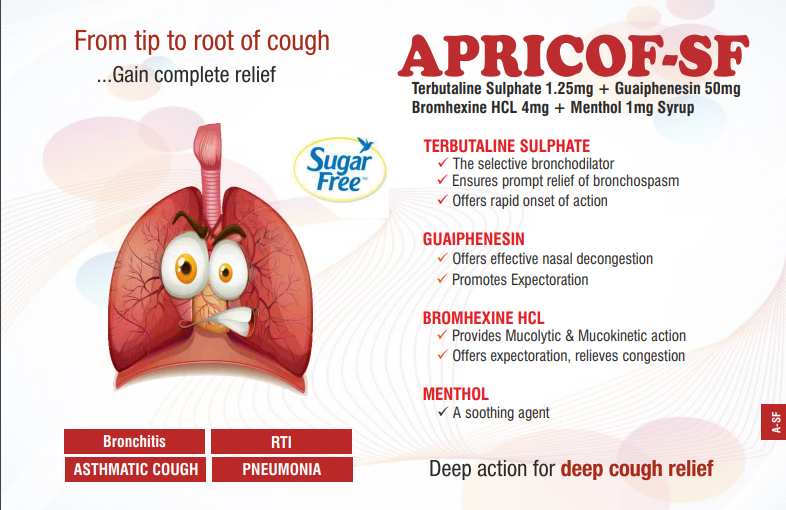 From tip to root of cough
...Gain complete relief
Sugar
Free™
Bronchitis
RTI
ASTHMATIC COUGH
PNEUMONIA
APRICOF-SF
Terbutaline Sulphate 1.25mg + Guaiphenesin 50mg
Bromhexine HCL 4mg + Menthol 1mg Syrup
TERBUTALINE SULPHATE
✓ The selective bronchodilator
✓ Ensures prompt relief of bronchospasm
✓ Offers rapid onset of action
GUAIPHENESIN
✓ Offers effective nasal decongestion
✓ Promotes Expectoration
BROMHEXINE HCL
✓ Provides Mucolytic & Mucokinetic action
✓ Offers expectoration, relieves congestion
MENTHOL
✓ A soothing agent
A-SF
Deep action for deep cough relief